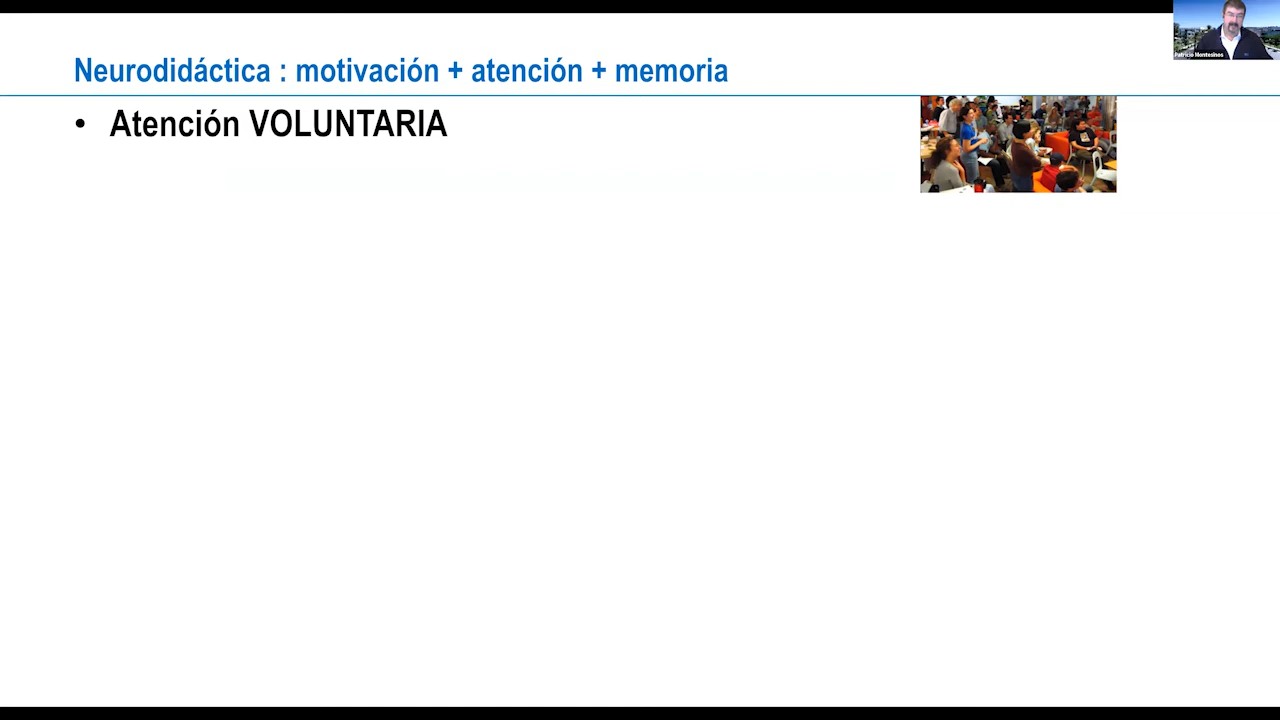 Neurodidáctica : motivación + atención + memoria
• Atención VOLUNTARIA
Patricio Montesinos